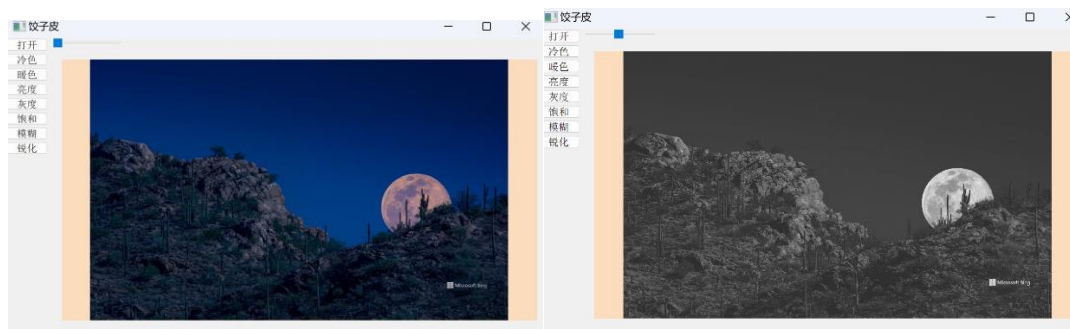 饺子皮
打开
冷色
暖色
亮度
灰度
饱和
模糊
锐化
Microsoft Bing
饺子皮
打开
冷色
暖色
亮度
灰度
饱和
模糊
锐化
Microsoft Bing